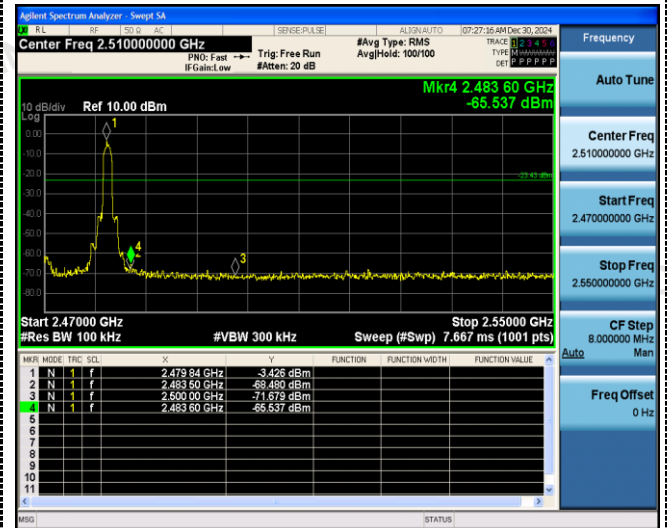 Agilent Spectrum Analyzer - Swept SA
RL RF 50 Ω AC SENSE:PULSE ALIGN AUTO 07:27:16 AM Dec 30, 2024
Center Freq 2.510000000 GHz
PNO: Fast Trig: Free Run #Avg Type: RMS TRACE 1 2 3 4 5 6
IFGain:Low #Atten: 20 dB Avg|Hold: 100/100 TYPE
DET P P P P P P
Mkr4 2.483 60 GHz
-65.537 dBm
10 dB/div Ref 10.00 dBm
Log
0.00
-10.0
-20.0
-23.43 dBm
-30.0
-40.0
-50.0
-60.0
-70.0
-80.0
1
4
2
3
Start 2.47000 GHz Stop 2.55000 GHz
#Res BW 100 kHz #VBW 300 kHz Sweep (#Swp) 7.667 ms (1001 pts)
MKR MODE TRC SCL X Y FUNCTION FUNCTION WIDTH FUNCTION VALUE
1 N 1 f 2.479 84 GHz -3.426 dBm
2 N 1 f 2.483 50 GHz -68.480 dBm
3 N 1 f 2.500 00 GHz -71.679 dBm
4 N 1 f 2.483 60 GHz -65.537 dBm
5
6
7
8
9
10
11
MSG STATUS
Frequency
Auto Tune
Center Freq
2.510000000 GHz
Start Freq
2.470000000 GHz
Stop Freq
2.550000000 GHz
CF Step
8.000000 MHz
Auto Man
Freq Offset
0 Hz